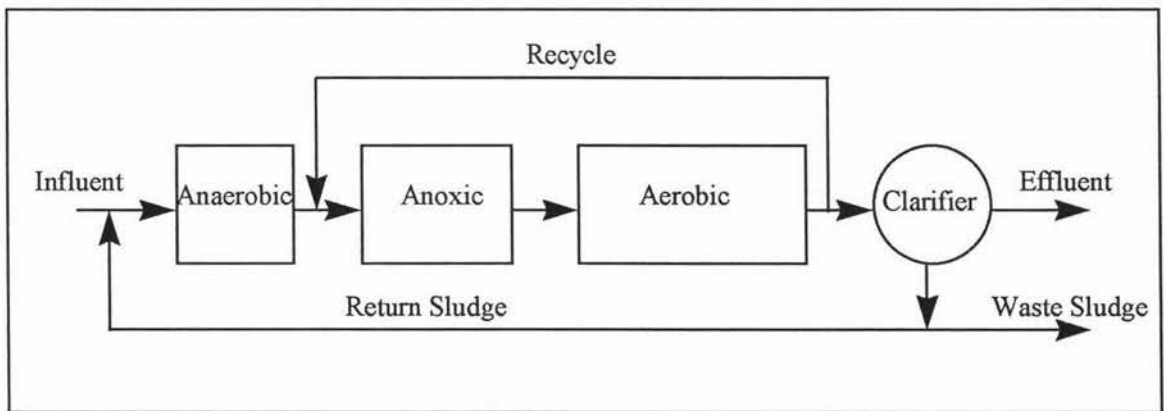 Recycle
Influent
Anaerobic
Anoxic
Aerobic
Clarifier
Effluent
Return Sludge
Waste Sludge